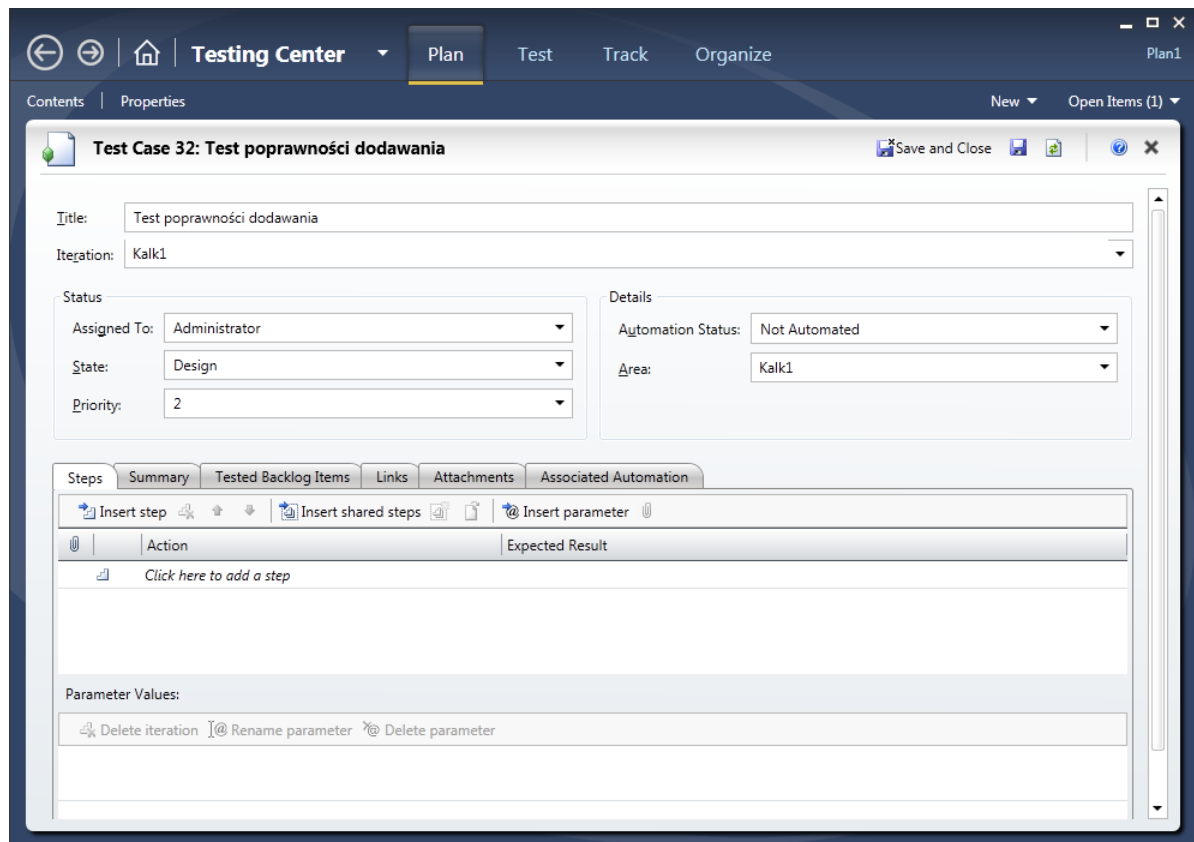 Testing Center Plan Test Track Organize Plan1
Contents Properties New Open Items (1)
Test Case 32: Test poprawności dodawania Save and Close
Title: Test poprawności dodawania
Iteration: Kalk1
Status Details
Assigned To: Administrator Automation Status: Not Automated
State: Design Area: Kalk1
Priority: 2
Steps Summary Tested Backlog Items Links Attachments Associated Automation
Insert step Insert shared steps Insert parameter
Action Expected Result
Click here to add a step
Parameter Values:
Delete iteration Rename parameter Delete parameter